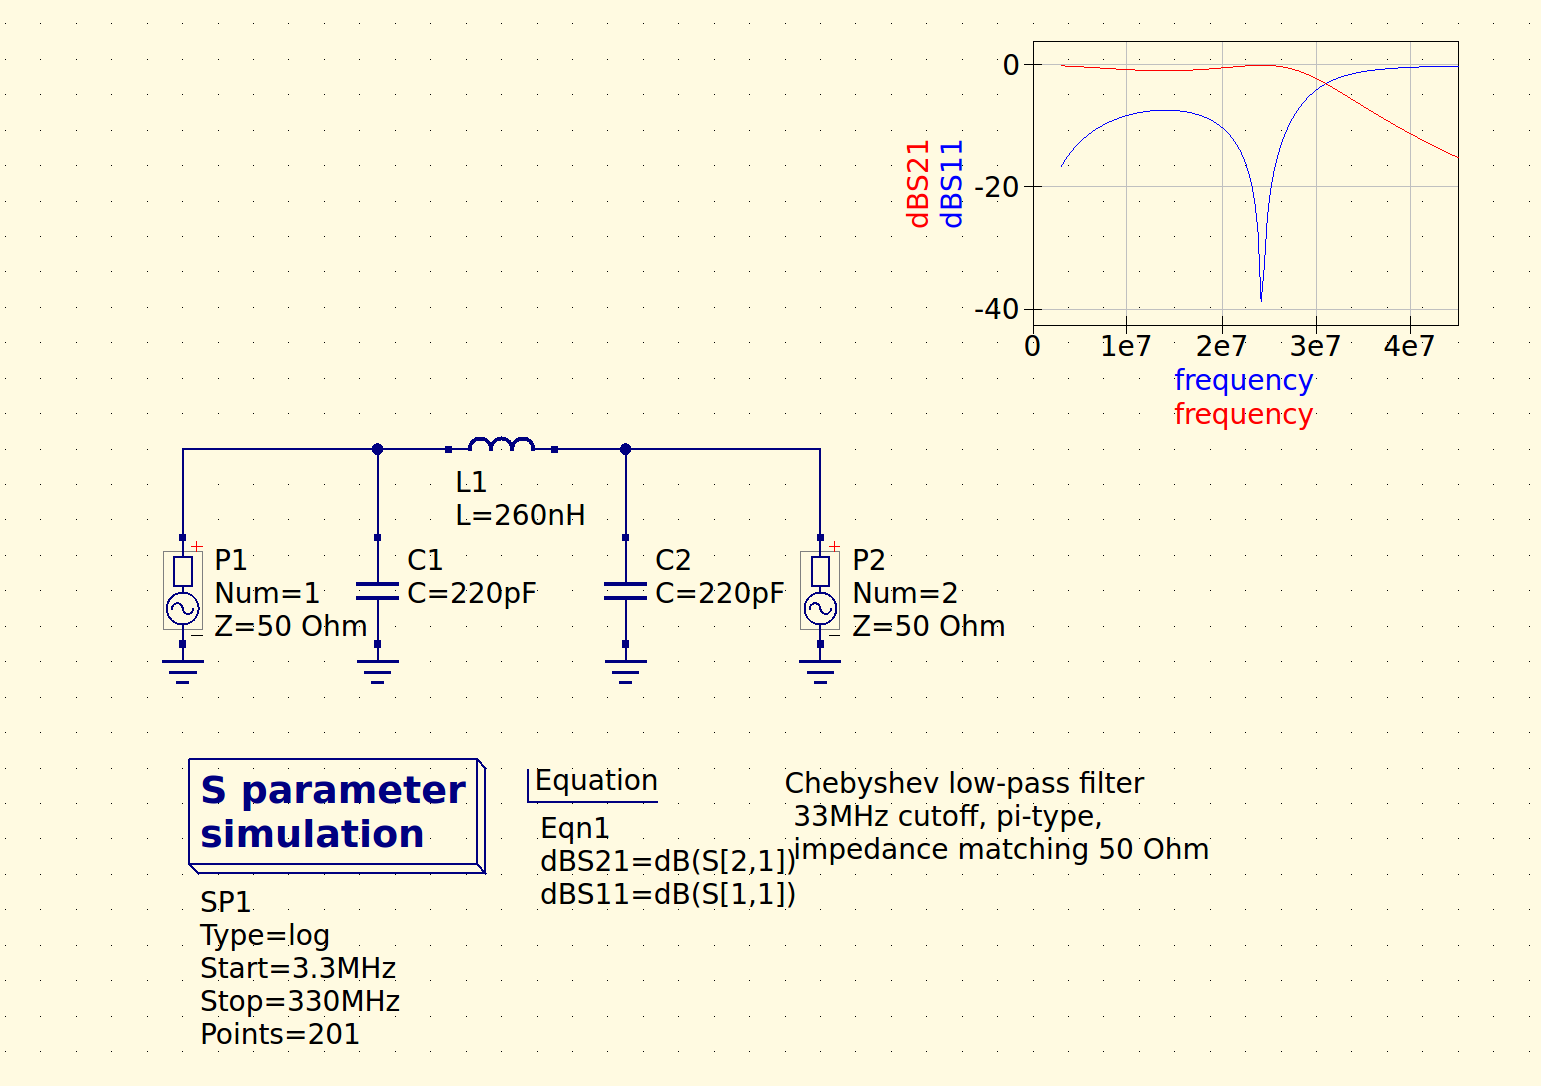 0
-20
-40
dBS21
dBS11
0
1e7
2e7
3e7
4e7
frequency
frequency
L1
L=260nH
+
P1
Num=1
Z=50 Ohm
_
C1
C=220pF
C2
C=220pF
+
P2
Num=2
Z=50 Ohm
_
S parameter
simulation
SP1
Type=log
Start=3.3MHz
Stop=330MHz
Points=201
Equation
Eqn1
dBS21=dB(S[2,1])
dBS11=dB(S[1,1])
Chebyshev low-pass filter
33MHz cutoff, pi-type,
impedance matching 50 Ohm